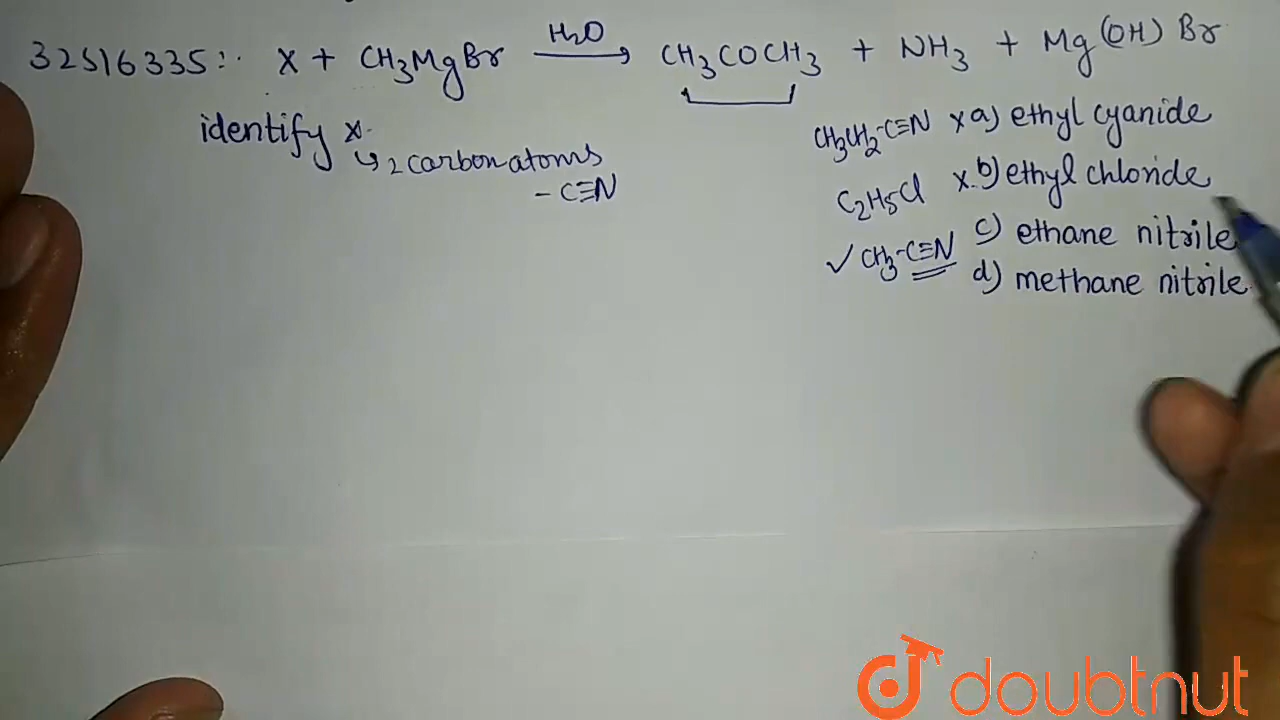 32516335:· X + CH₃MgBr —H₂O→ CH₃COCH₃ + NH₃ + Mg(OH)Br
identify x.
↳ 2 carbon atoms
– C≡N
CH₃CH₂–C≡N x a) ethyl cyanide
C₂H₅Cl x. b) ethyl chloride
✓ CH₃–C≡N c) ethane nitrile
d) methane nitrile
doubtnut